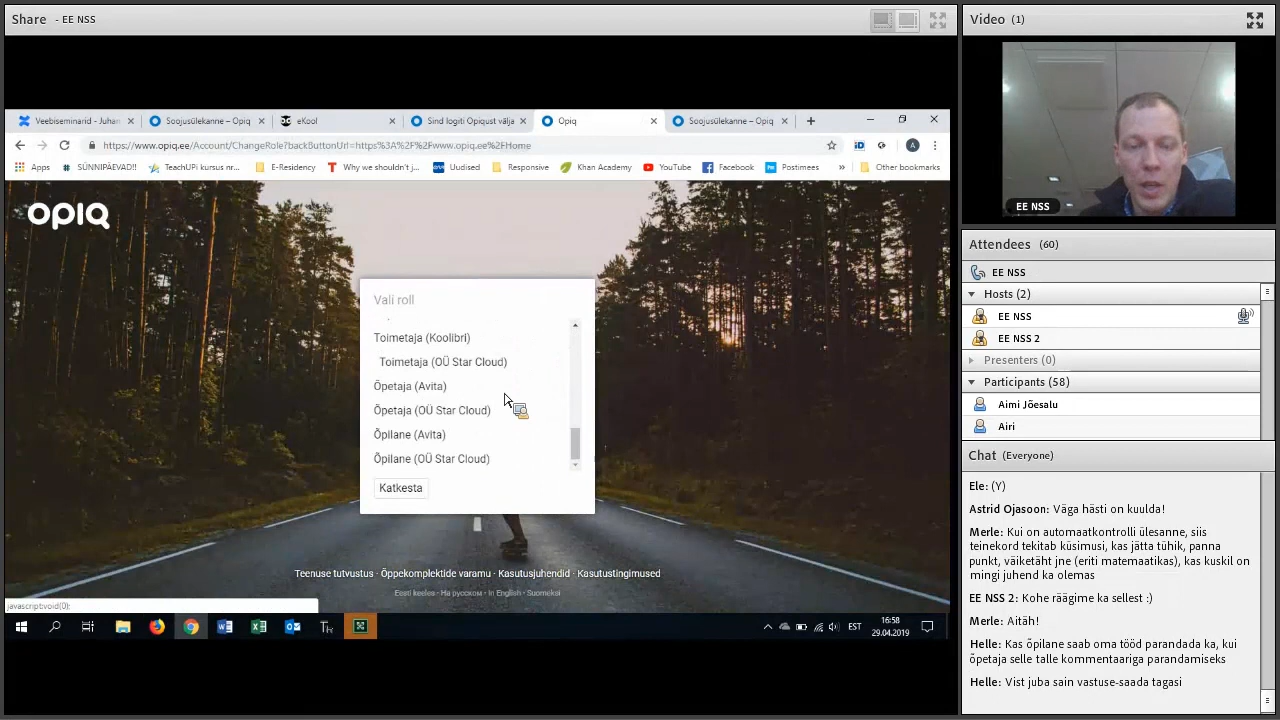 Share - EE NSS
Veebiseminarid - Juhan
Soojusülekanne – Opiq
eKool
Sind logiti Opiqust välja
Opiq
Soojusülekanne – Opiq
https://www.opiq.ee/Account/ChangeRole?backButtonUrl=https%3A%2F%2Fwww.opiq.ee%2FHome
Apps
SÜNNIPÄEVAD!!
TeachUPi kursus nr...
E-Residency
Why we shouldn't j...
Uudised
Responsive
Khan Academy
YouTube
Facebook
Postimees
»
Other bookmarks
opiq
Vali roll
Toimetaja (Koolibri)
Toimetaja (OÜ Star Cloud)
Õpetaja (Avita)
Õpetaja (OÜ Star Cloud)
Õpilane (Avita)
Õpilane (OÜ Star Cloud)
Katkesta
Teenuse tutvustus · Õppekomplektide varamu · Kasutusjuhendid · Kasutustingimused
Eesti keeles · На русском · In English · Suomeksi
javascript:void(0);
EST
16:58
29.04.2019
Video (1)
EE NSS
Attendees (60)
EE NSS
Hosts (2)
EE NSS
EE NSS 2
Presenters (0)
Participants (58)
Aimi Jõesalu
Airi
Chat (Everyone)
Ele: (Y)
Astrid Ojasoon: Väga hästi on kuulda!
Merle: Kui on automaatkontrolli ülesanne, siis
teinekord tekitab küsimusi, kas jätta tühik, panna
punkt, väiketäht jne (eriti matemaatikas), kas kuskil on
mingi juhend ka olemas
EE NSS 2: Kohe räägime ka sellest :)
Merle: Aitäh!
Helle: Kas õpilane saab oma tööd parandada ka, kui
õpetaja selle talle kommentaariga parandamiseks
Helle: Vist juba sain vastuse-saada tagasi